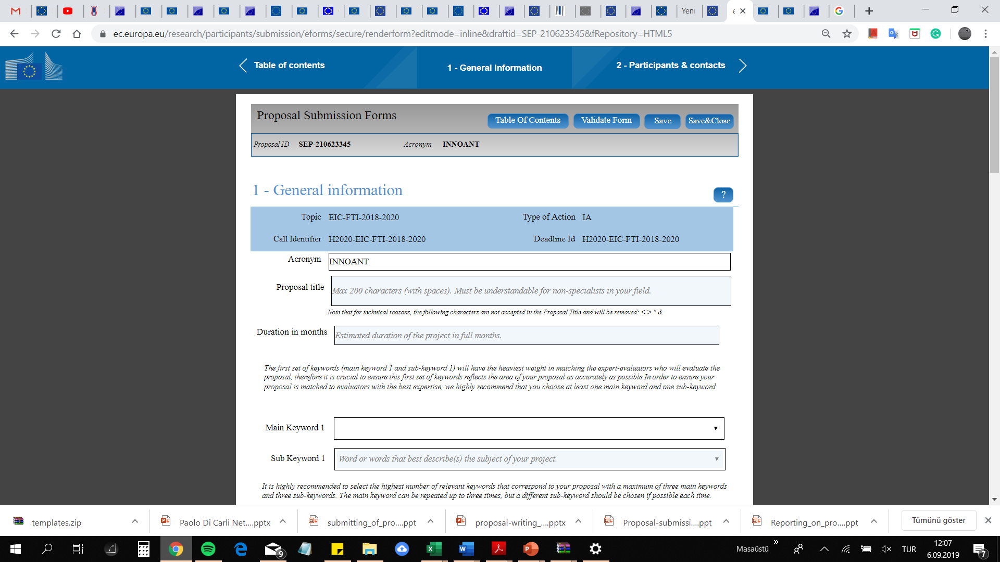 Yeni
e
ec.europa.eu/research/participants/submission/eforms/secure/renderform?editmode=inline&draftid=SEP-210623345&fRepository=HTML5
Table of contents
1 - General Information
2 - Participants & contacts
Proposal Submission Forms
Table Of Contents
Validate Form
Save
Save&Close
Proposal ID SEP-210623345 Acronym INNOANT
1 - General information
?
Topic EIC-FTI-2018-2020 Type of Action IA
Call Identifier H2020-EIC-FTI-2018-2020 Deadline Id H2020-EIC-FTI-2018-2020
Acronym INNOANT
Proposal title Max 200 characters (with spaces). Must be understandable for non-specialists in your field.
Note that for technical reasons, the following characters are not accepted in the Proposal Title and will be removed: < > " &
Duration in months Estimated duration of the project in full months.
The first set of keywords (main keyword 1 and sub-keyword 1) will have the heaviest weight in matching the expert-evaluators who will evaluate the
proposal, therefore it is crucial to ensure this first set of keywords reflects the area of your proposal as accurately as possible.In order to ensure your
proposal is matched to evaluators with the best expertise, we highly recommend that you choose at least one main keyword and one sub-keyword.
Main Keyword 1
Sub Keyword 1 Word or words that best describe(s) the subject of your project.
It is highly recommended to select the highest number of relevant keywords that correspond to your proposal with a maximum of three main keywords
and three sub-keywords. The main keyword can be repeated up to three times, but a different sub-keyword should be chosen if possible each time.
templates.zip
Paolo Di Carli Net....pptx
submitting_of_pro....ppt
proposal-writing_....pptx
Proposal-submissi....ppt
Reporting_on_pro....ppt
Tümünü göster
9
Masaüstü
TUR
12:07
6.09.2019
7